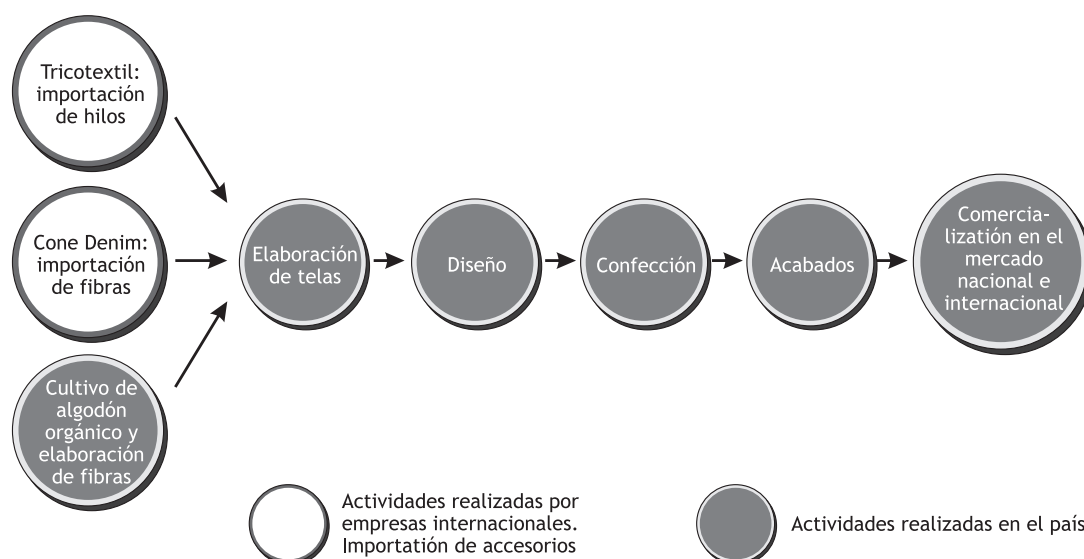 Tricotextil:
importación
de hilos
Cone Denim:
importación
de fibras
Cultivo de
algodón
orgánico y
elaboración
de fibras
Elaboración
de telas
Diseño
Confección
Acabados
Comercia-
lizatión en el
mercado
nacional e
internacional
Actividades realizadas por
empresas internacionales.
Importatión de accesorios
Actividades realizadas en el país